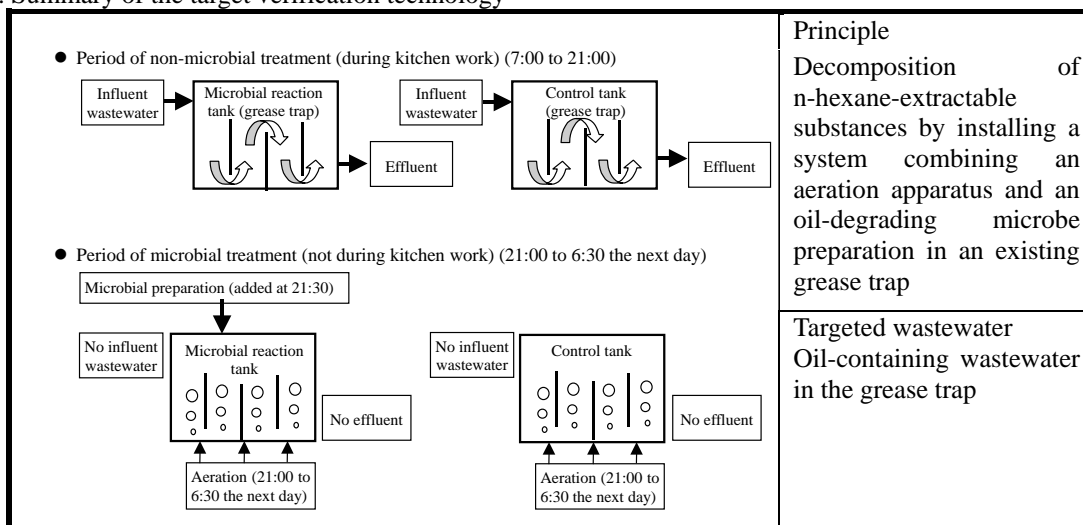 . Summary of the target verification technology
● Period of non-microbial treatment (during kitchen work) (7:00 to 21:00)
Influent
wastewater
Microbial reaction
tank (grease trap)
Effluent
Influent
wastewater
Control tank
(grease trap)
Effluent
● Period of microbial treatment (not during kitchen work) (21:00 to 6:30 the next day)
Microbial preparation (added at 21:30)
No influent
wastewater
Microbial reaction
tank
No effluent
Aeration (21:00 to
6:30 the next day)
No influent
wastewater
Control tank
No effluent
Aeration (21:00 to
6:30 the next day)
Principle
Decomposition of
n-hexane-extractable
substances by installing a
system combining an
aeration apparatus and an
oil-degrading microbe
preparation in an existing
grease trap
Targeted wastewater
Oil-containing wastewater
in the grease trap